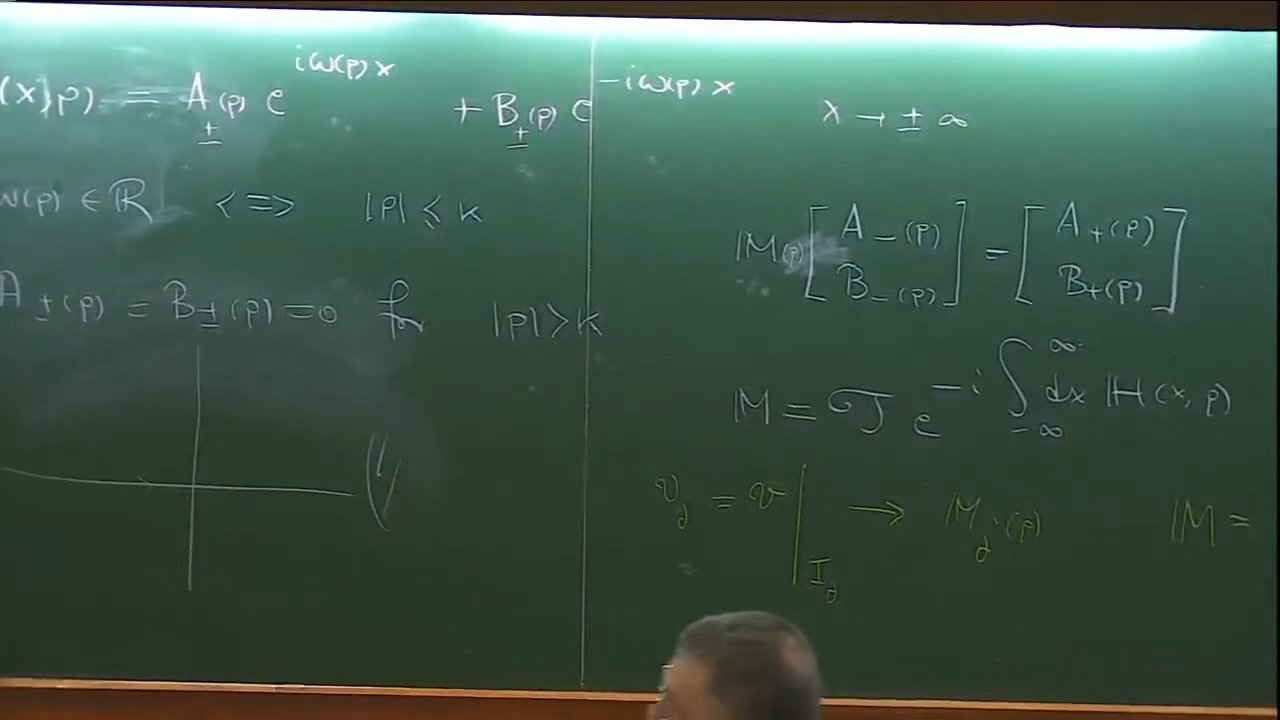 (x,p) = A±(p) e^{iω(p)x} + B±(p) e^{-iω(p)x}    x → ± ∞
ω(p) ∈ ℝ <=> |p| ≤ k
A±(p) = B±(p) = 0 for |p| > k
𝕄(p) [A₋(p) B₋(p)] = [A₊(p) B₊(p)]
𝕄 = 𝒯 e^{-i ∫_{-∞}^{∞} dx ℍ(x, p)}
v_j = v|_{I_j} → M_j(p)    𝕄 =